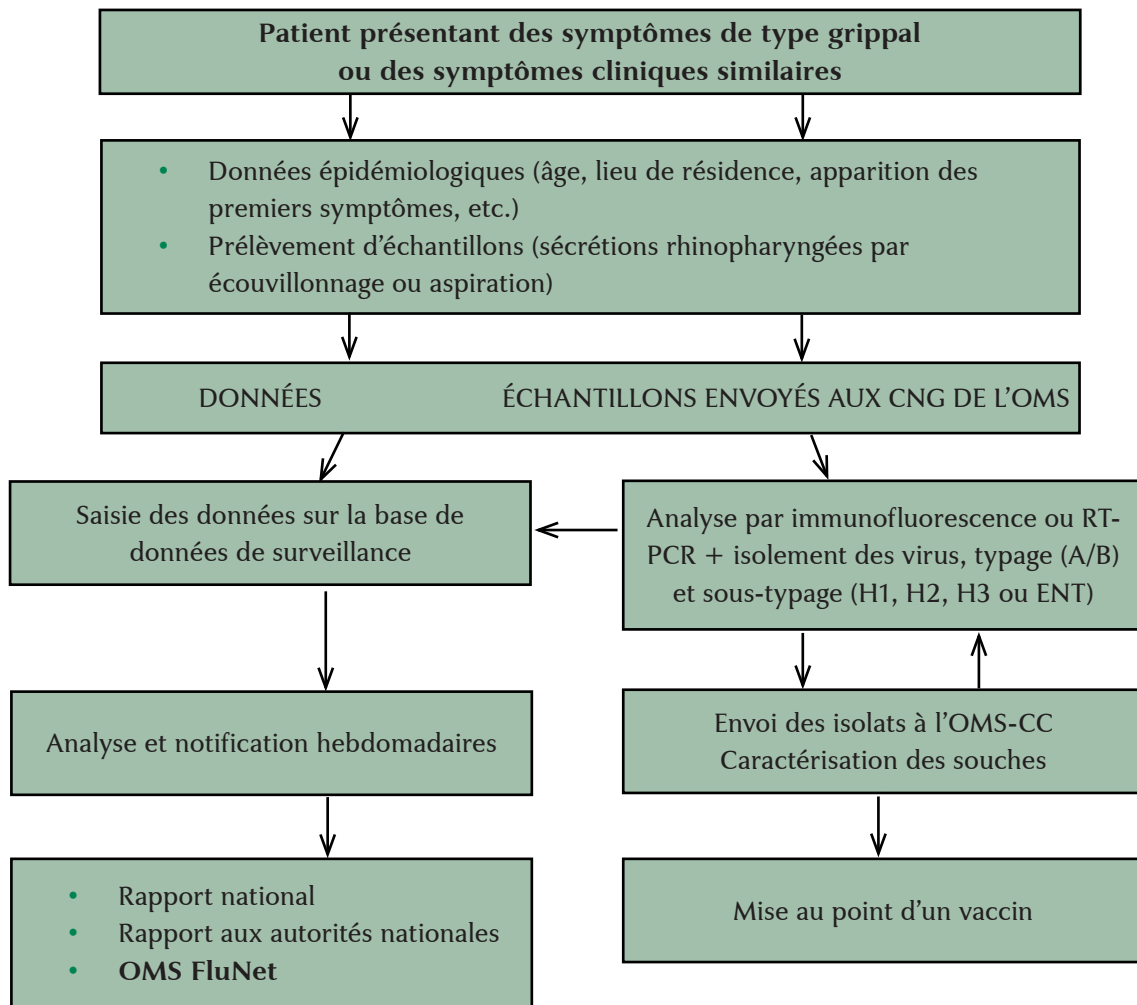 Patient présentant des symptômes de type grippal
ou des symptômes cliniques similaires
• Données épidémiologiques (âge, lieu de résidence, apparition des
premiers symptômes, etc.)
• Prélèvement d’échantillons (sécrétions rhinopharyngées par
écouvillonnage ou aspiration)
DONNÉES
ÉCHANTILLONS ENVOYÉS AUX CNG DE L’OMS
Saisie des données sur la base de
données de surveillance
Analyse par immunofluorescence ou RT-
PCR + isolement des virus, typage (A/B)
et sous-typage (H1, H2, H3 ou ENT)
Analyse et notification hebdomadaires
Envoi des isolats à l’OMS-CC
Caractérisation des souches
• Rapport national
• Rapport aux autorités nationales
• OMS FluNet
Mise au point d’un vaccin